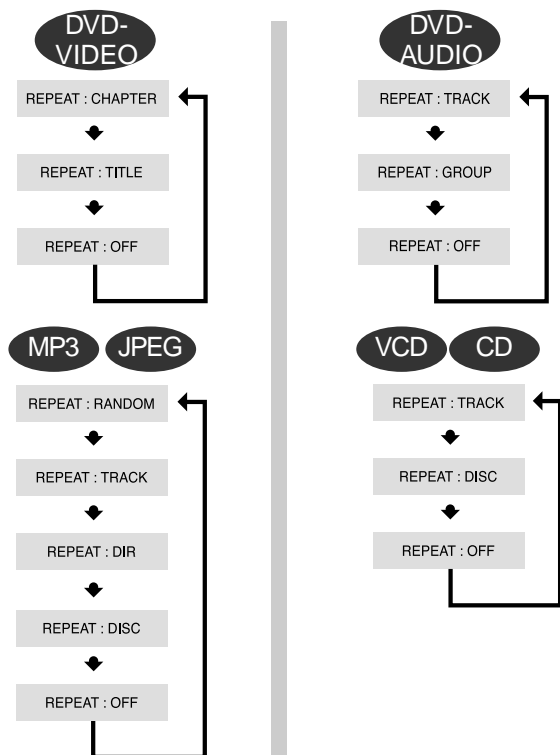 DVD-
VIDEO
REPEAT : CHAPTER
REPEAT : TITLE
REPEAT : OFF
DVD-
AUDIO
REPEAT : TRACK
REPEAT : GROUP
REPEAT : OFF
MP3 JPEG
REPEAT : RANDOM
REPEAT : TRACK
REPEAT : DIR
REPEAT : DISC
REPEAT : OFF
VCD CD
REPEAT : TRACK
REPEAT : DISC
REPEAT : OFF